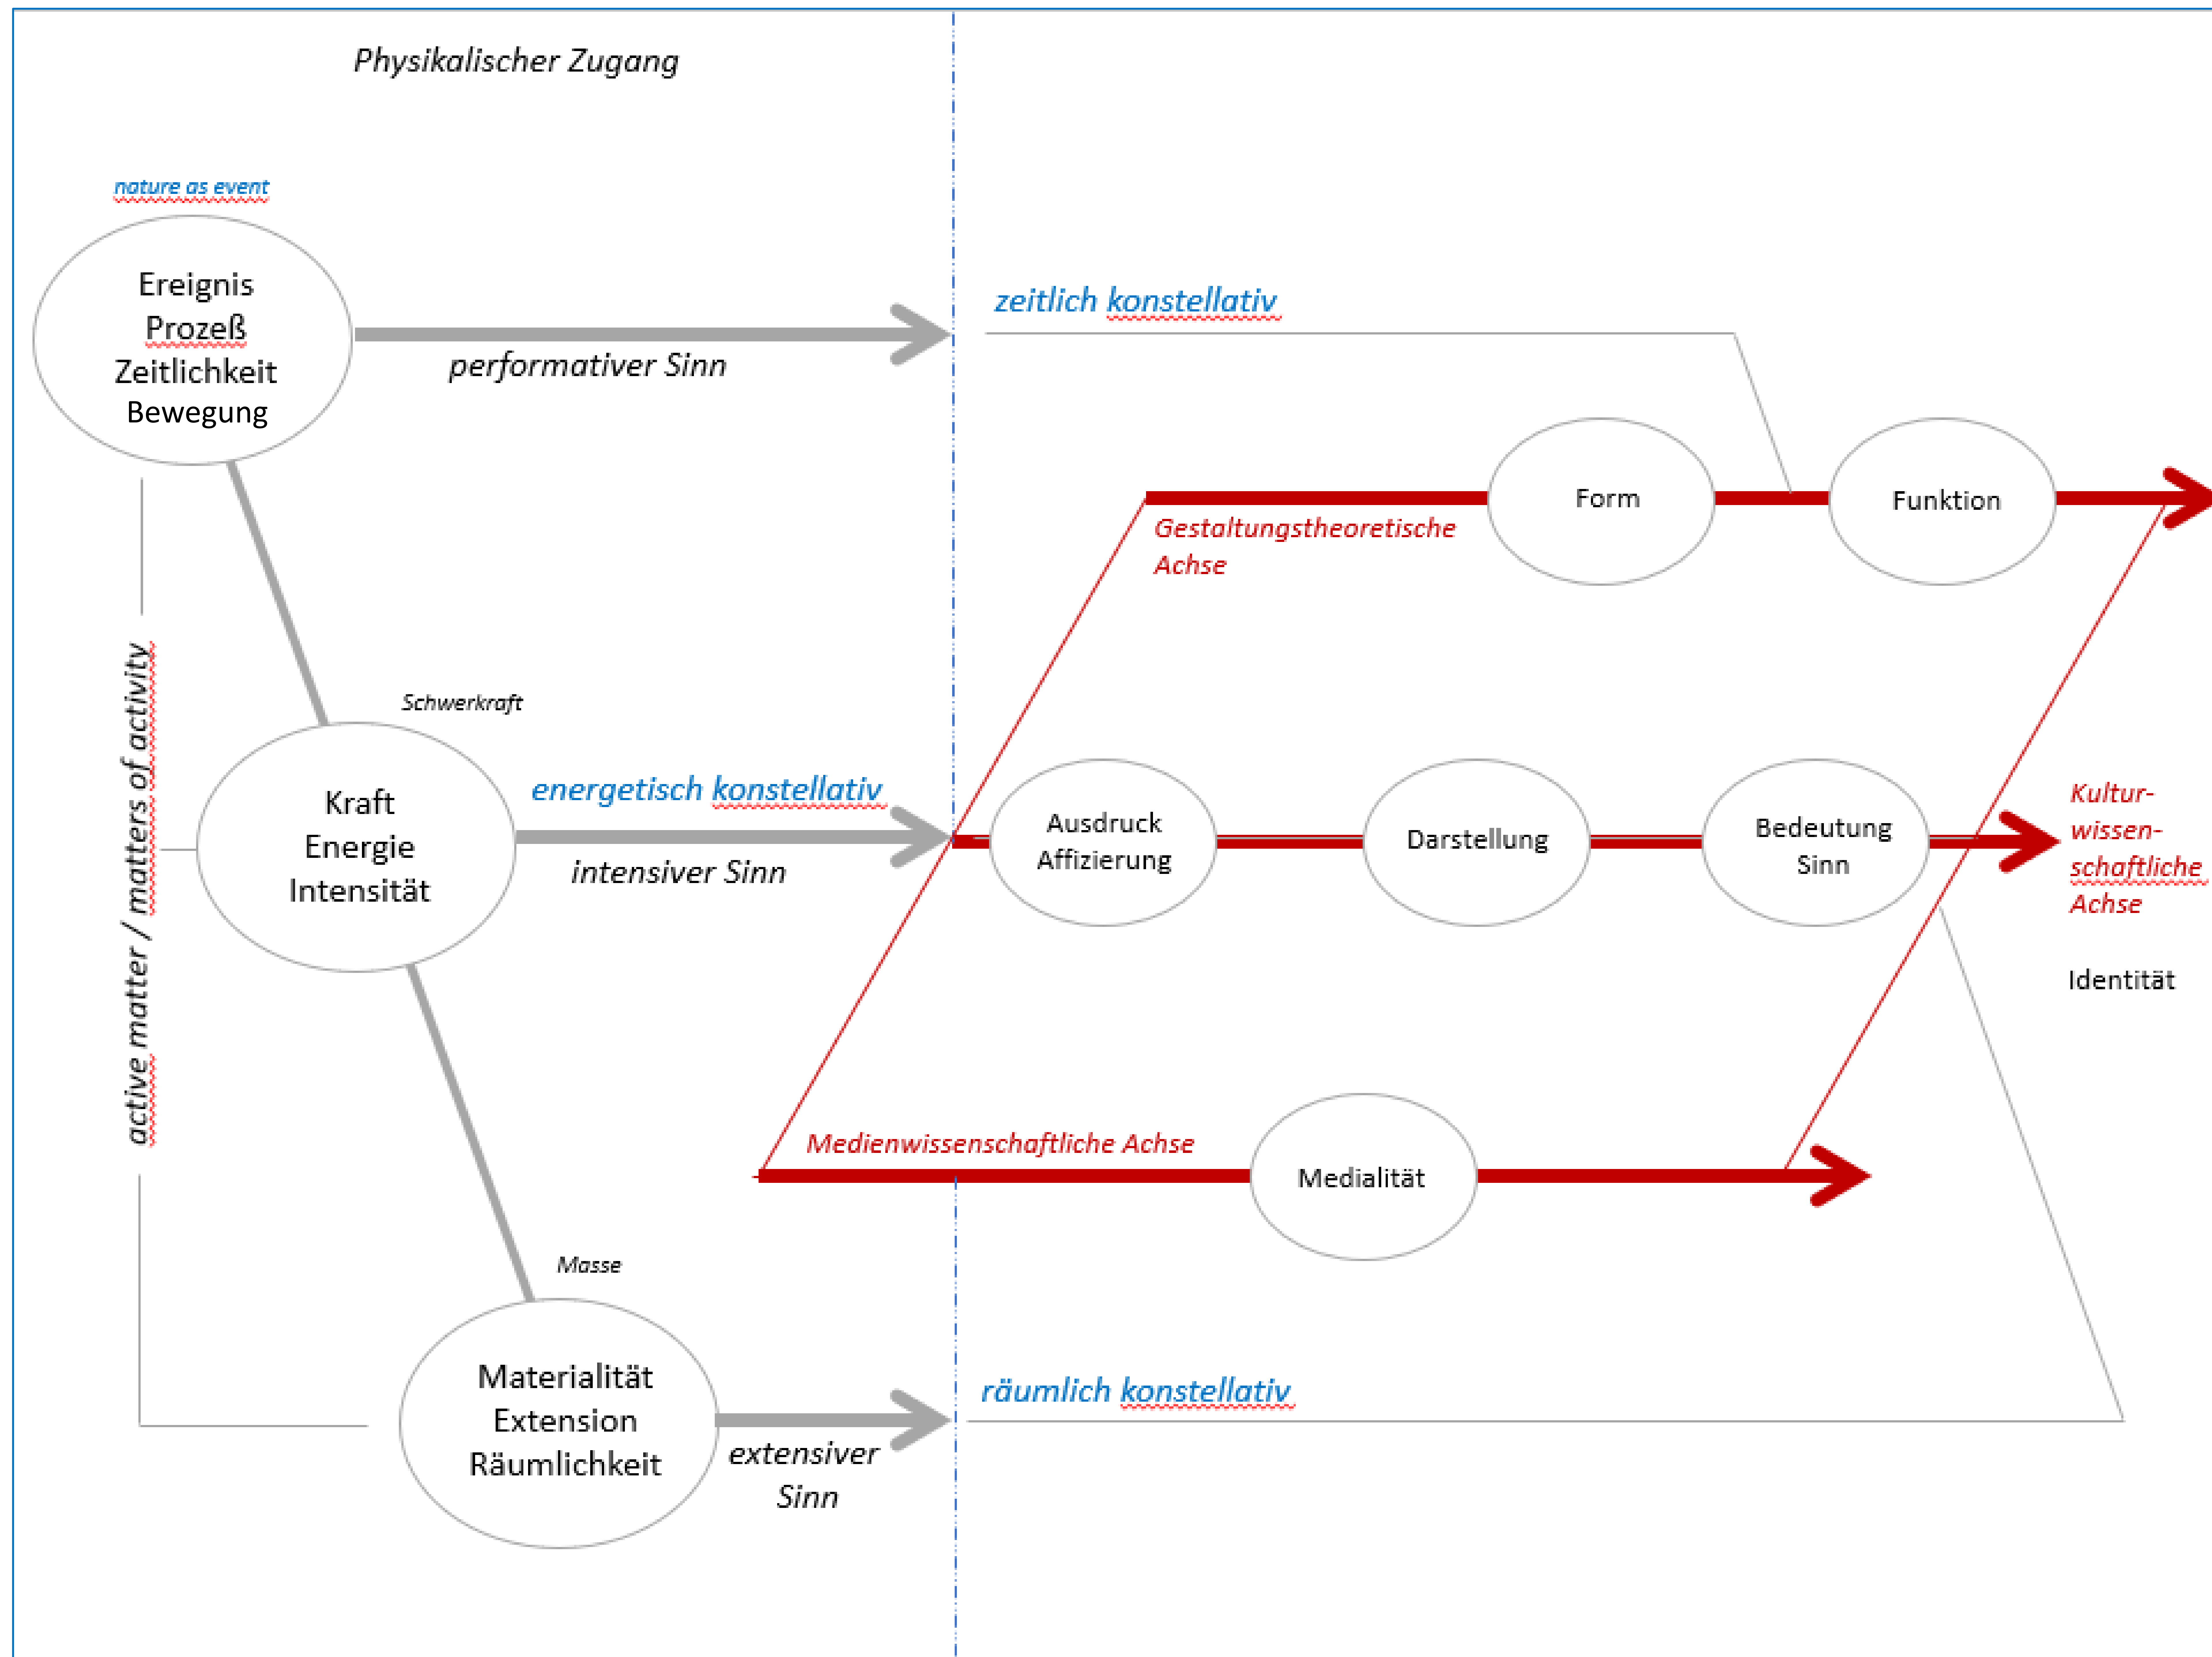 Physikalischer Zugang
nature as event
Ereignis
Prozeß
Zeitlichkeit
Bewegung
performativer Sinn
zeitlich konstellativ
Form
Funktion
Gestaltungstheoretische
Achse
active matter / matters of activity
Schwerkraft
Kraft
Energie
Intensität
energetisch konstellativ
intensiver Sinn
Ausdruck
Affizierung
Darstellung
Bedeutung
Sinn
Kultur-
wissen-
schaftliche
Achse
Identität
Medienwissenschaftliche Achse
Medialität
Masse
Materialität
Extension
Räumlichkeit
extensiver
Sinn
räumlich konstellativ